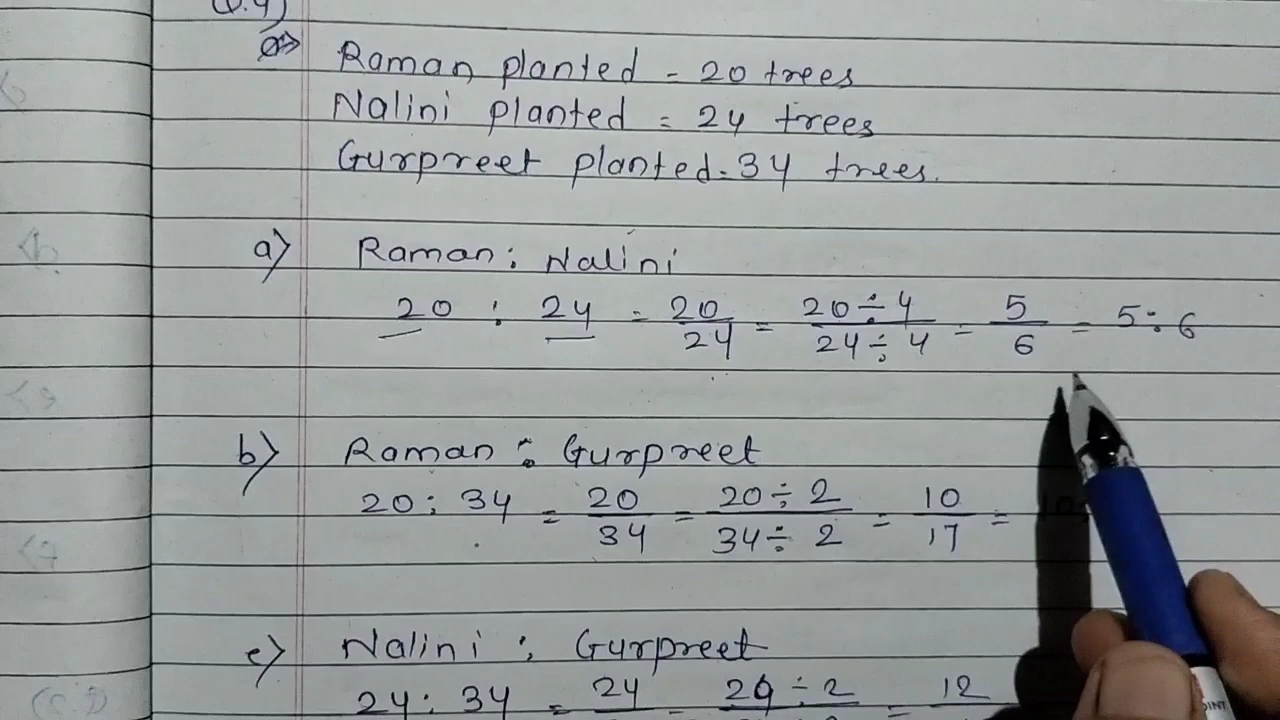 (Q.4)
Raman planted = 20 trees
Nalini planted = 24 trees
Gurpreet planted = 34 trees.
a) Raman : Nalini
20 : 24 = 20/24 = 20÷4/24÷4 = 5/6 = 5:6
b) Raman : Gurpreet
20 : 34 = 20/34 = 20÷2/34÷2 = 10/17 =
c) Nalini : Gurpreet
24 : 34 = 24 = 24÷2 = 12